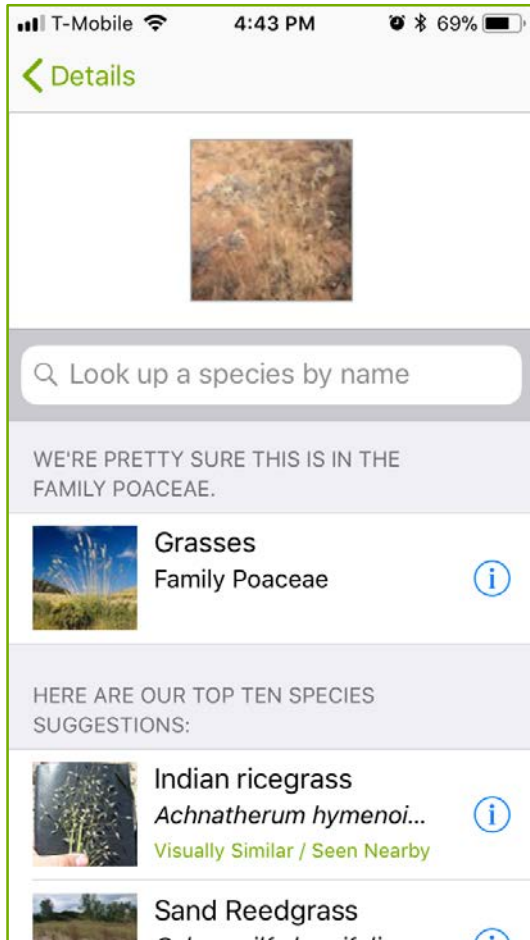 T-Mobile 4:43 PM 69%
Details
Look up a species by name
WE'RE PRETTY SURE THIS IS IN THE
FAMILY POACEAE.
Grasses
Family Poaceae
HERE ARE OUR TOP TEN SPECIES
SUGGESTIONS:
Indian ricegrass
Achnatherum hymenoi...
Visually Similar / Seen Nearby
Sand Reedgrass